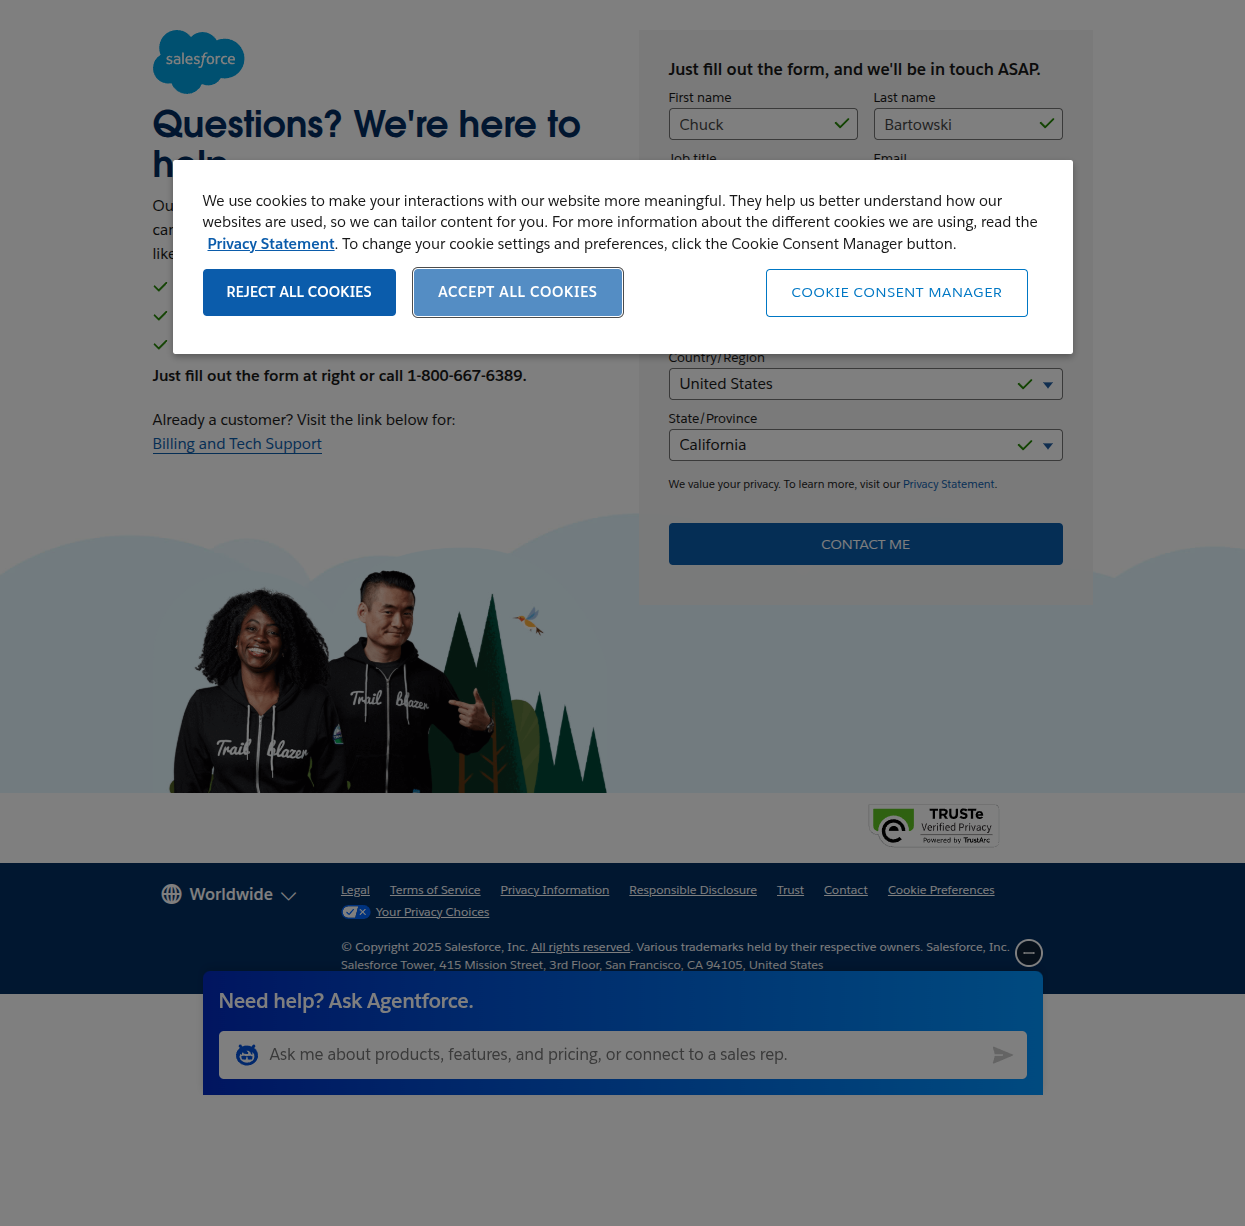 salesforce
Questions? We're here to
help
Just fill out the form, and we'll be in touch ASAP.
First name
Last name
Chuck
Bartowski
Job title
Email
Ou
can
like
We use cookies to make your interactions with our website more meaningful. They help us better understand how our
websites are used, so we can tailor content for you. For more information about the different cookies we are using, read the
Privacy Statement. To change your cookie settings and preferences, click the Cookie Consent Manager button.
REJECT ALL COOKIES
ACCEPT ALL COOKIES
COOKIE CONSENT MANAGER
Just fill out the form at right or call 1-800-667-6389.
Already a customer? Visit the link below for:
Billing and Tech Support
Country/Region
United States
State/Province
California
We value your privacy. To learn more, visit our Privacy Statement.
CONTACT ME
Trail blazer
Trail blazer
TRUSTe
Verified Privacy
Powered by TrustArc
Worldwide
Legal Terms of Service Privacy Information Responsible Disclosure Trust Contact Cookie Preferences
Your Privacy Choices
© Copyright 2025 Salesforce, Inc. All rights reserved. Various trademarks held by their respective owners. Salesforce, Inc.
Salesforce Tower, 415 Mission Street, 3rd Floor, San Francisco, CA 94105, United States
Need help? Ask Agentforce.
Ask me about products, features, and pricing, or connect to a sales rep.